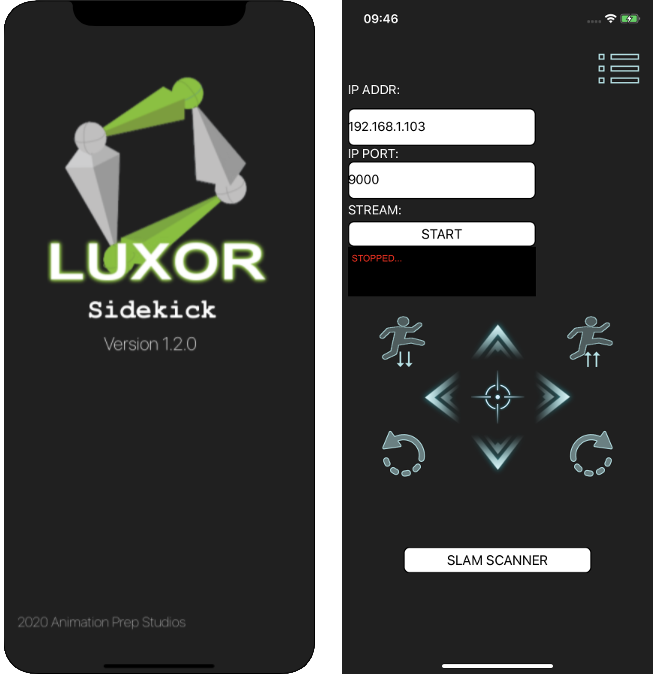 LUXOR
Sidekick
Version 1.2.0
2020 Animation Prep Studios
09:46
IP ADDR:
192.168.1.103
IP PORT:
9000
STREAM:
START
STOPPED...
SLAM SCANNER